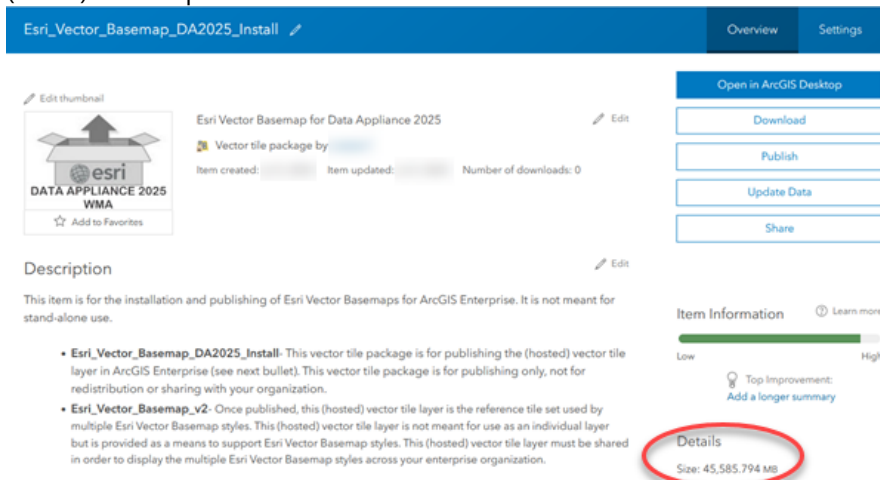 Esri_Vector_Basemap_DA2025_Install
Overview
Settings
Edit thumbnail
esri
DATA APPLIANCE 2025
WMA
Add to Favorites
Esri Vector Basemap for Data Appliance 2025
Edit
Vector tile package by
Item created:
Item updated:
Number of downloads: 0
Open in ArcGIS Desktop
Download
Publish
Update Data
Share
Description
Edit
This item is for the installation and publishing of Esri Vector Basemaps for ArcGIS Enterprise. It is not meant for
stand-alone use.
• Esri_Vector_Basemap_DA2025_Install- This vector tile package is for publishing the (hosted) vector tile
layer in ArcGIS Enterprise (see next bullet). This vector tile package is for publishing only, not for
redistribution or sharing with your organization.
• Esri_Vector_Basemap_v2- Once published, this (hosted) vector tile layer is the reference tile set used by
multiple Esri Vector Basemap styles. This (hosted) vector tile layer is not meant for use as an individual layer
but is provided as a means to support Esri Vector Basemap styles. This (hosted) vector tile layer must be shared
in order to display the multiple Esri Vector Basemap styles across your enterprise organization.
Item Information
Learn more
Low
High
Top Improvement:
Add a longer summary
Details
Size: 45,585.794 MB